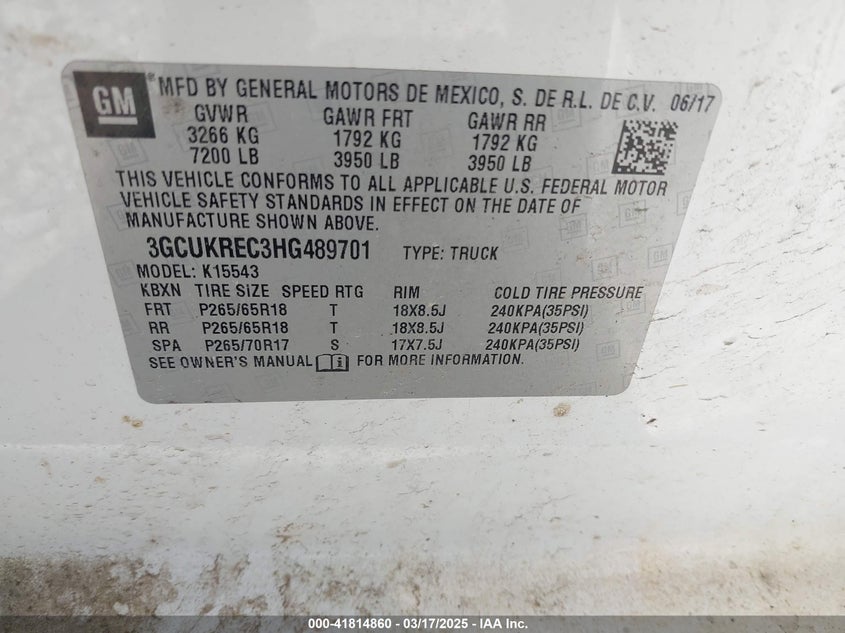 GM
® MFD BY GENERAL MOTORS DE MEXICO, S. DE R.L. DE C.V. 06/17
GVWR GAWR FRT GAWR RR
3266 KG 1792 KG 1792 KG
7200 LB 3950 LB 3950 LB
THIS VEHICLE CONFORMS TO ALL APPLICABLE U.S. FEDERAL MOTOR
VEHICLE SAFETY STANDARDS IN EFFECT ON THE DATE OF
MANUFACTURE SHOWN ABOVE.
3GCUKREC3HG489701 TYPE: TRUCK
MODEL: K15543
KBXN TIRE SIZE SPEED RTG RIM COLD TIRE PRESSURE
FRT P265/65R18 T 18X8.5J 240KPA(35PSI)
RR P265/65R18 T 18X8.5J 240KPA(35PSI)
SPA P265/70R17 S 17X7.5J 240KPA(35PSI)
SEE OWNER'S MANUAL FOR MORE INFORMATION.
000-41814860 - 03/17/2025 - IAA Inc.